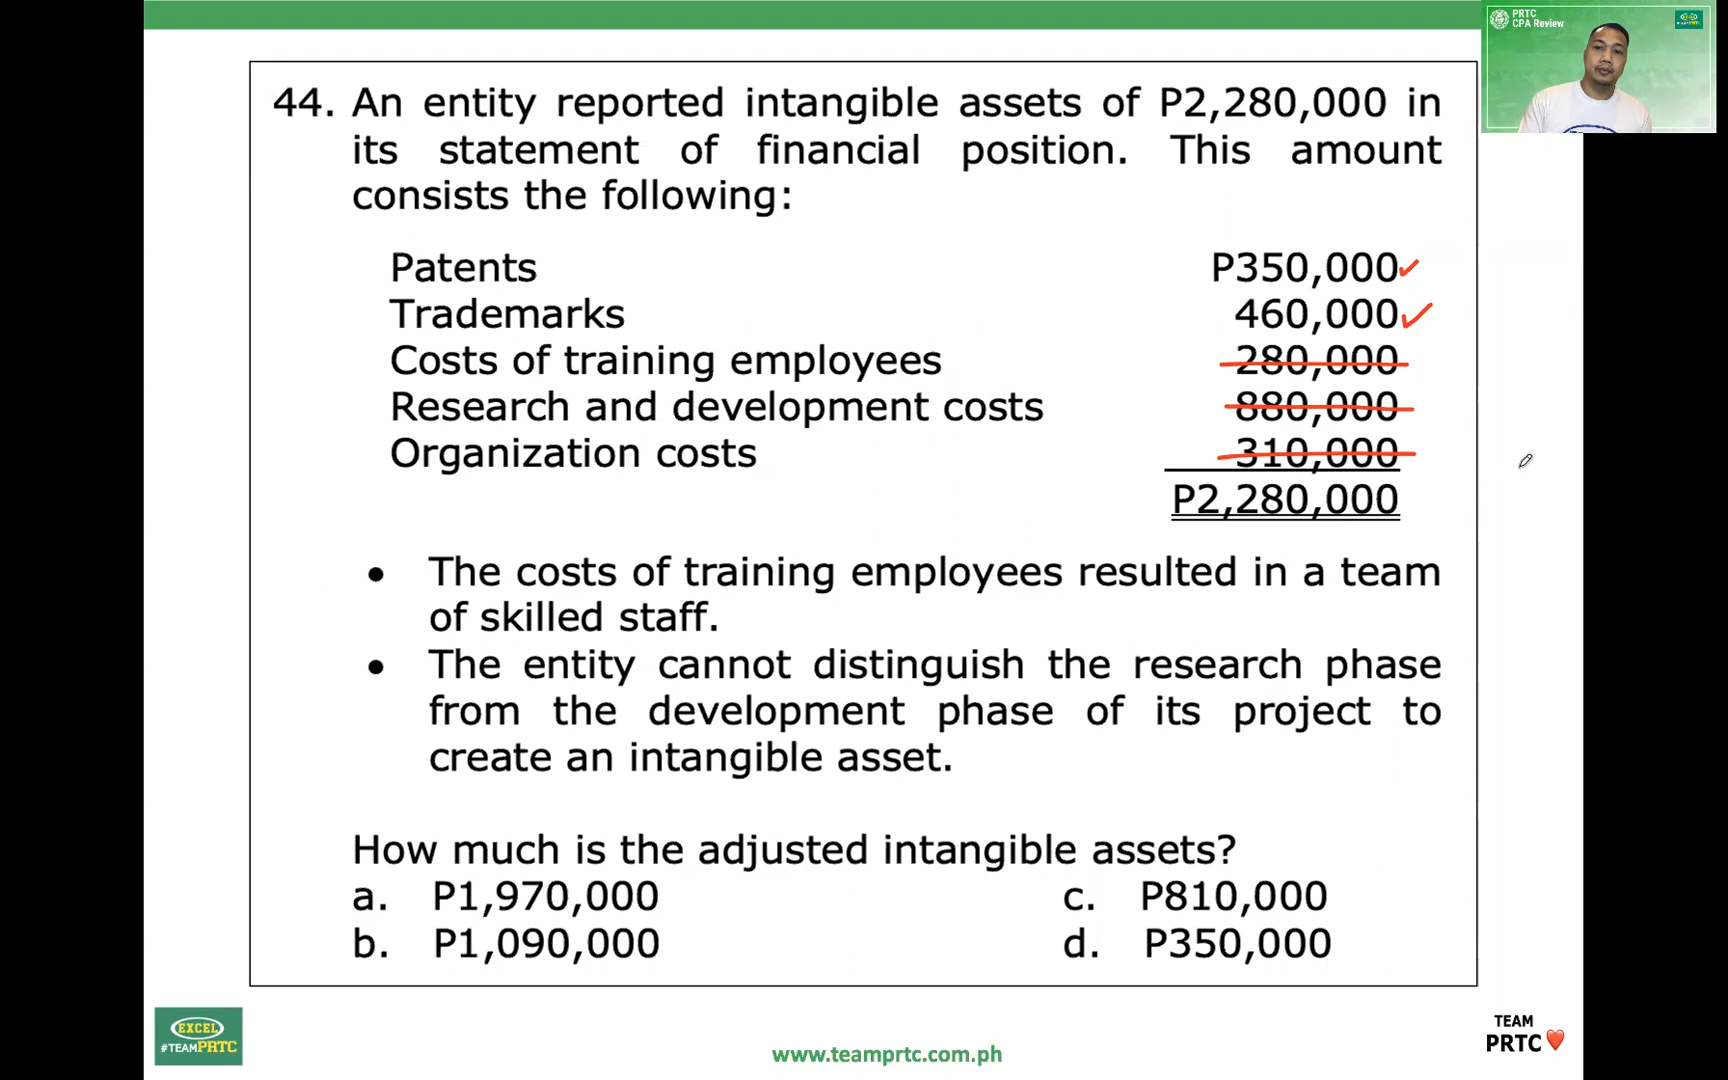 PRTC
CPA Review
44. An entity reported intangible assets of P2,280,000 in
its statement of financial position. This amount
consists the following:
Patents P350,000
Trademarks 460,000
Costs of training employees 280,000
Research and development costs 880,000
Organization costs 310,000
P2,280,000
• The costs of training employees resulted in a team
of skilled staff.
• The entity cannot distinguish the research phase
from the development phase of its project to
create an intangible asset.
How much is the adjusted intangible assets?
a. P1,970,000 c. P810,000
b. P1,090,000 d. P350,000
EXCEL
#TEAMPRTC
www.teamprtc.com.ph
TEAM
PRTC